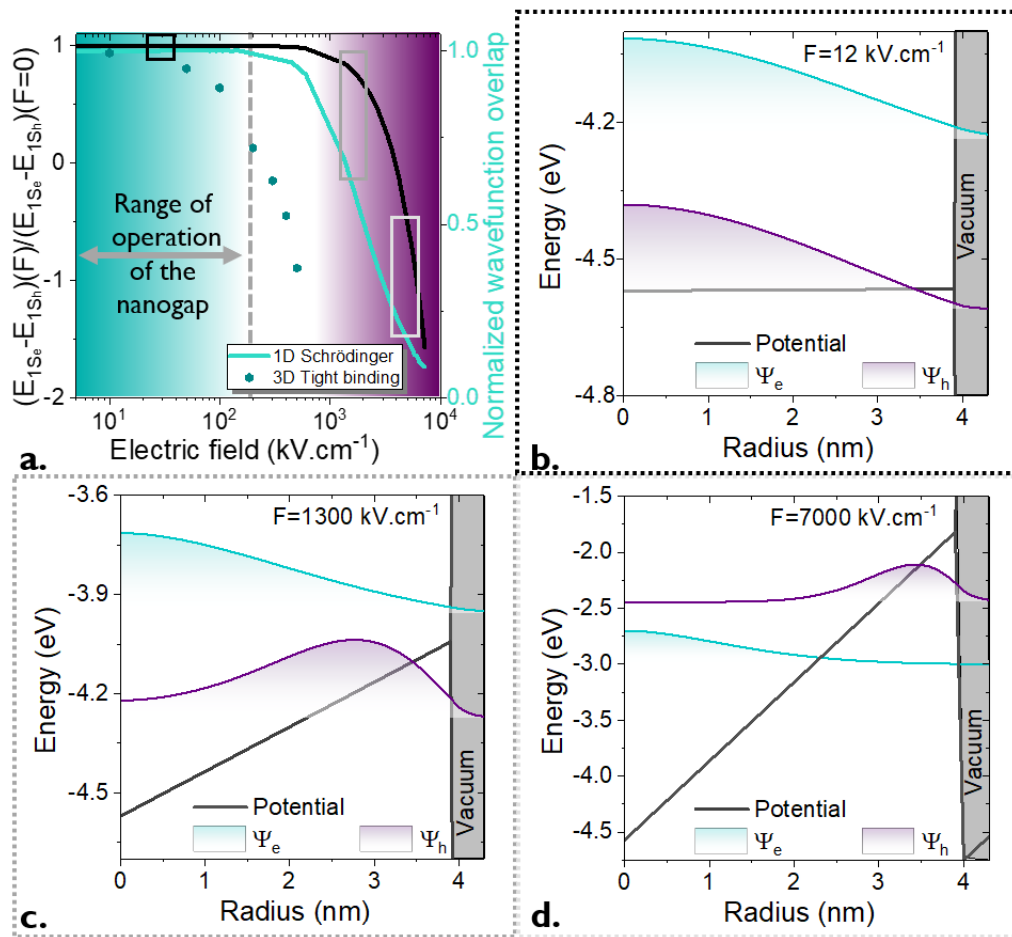 (E1Se-E1Sh)(F)/(E1Se-E1Sh)(F=0)
1
0
-1
-2
Range of
operation
of the
nanogap
1D Schrödinger
3D Tight binding
1.0
0.5
0.0
Normalized wavefunction overlap
10¹ 10² 10³ 10⁴
Electric field (kV.cm⁻¹)
a.
F=12 kV.cm⁻¹
Energy (eV)
-4.2
-4.5
-4.8
Vacuum
Potential
Ψe Ψh
0 1 2 3 4
Radius (nm)
b.
F=1300 kV.cm⁻¹
Energy (eV)
-3.6
-3.9
-4.2
-4.5
Vacuum
Potential
Ψe Ψh
0 1 2 3 4
Radius (nm)
c.
F=7000 kV.cm⁻¹
Energy (eV)
-1.5
-2.0
-2.5
-3.0
-3.5
-4.0
-4.5
Vacuum
Potential
Ψe Ψh
0 1 2 3 4
Radius (nm)
d.